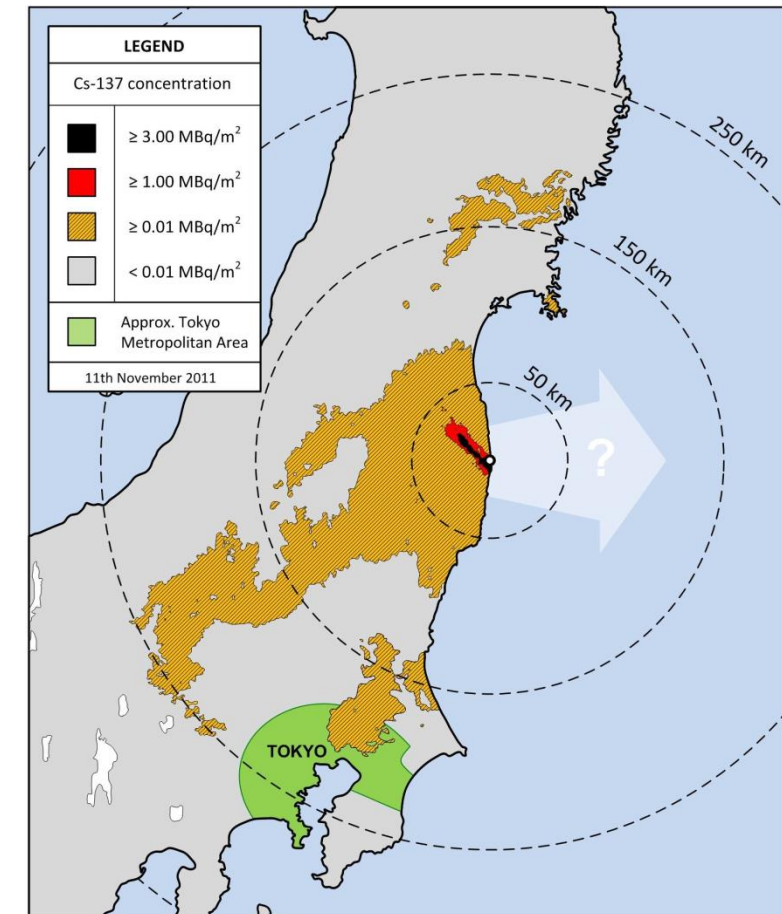 LEGEND
Cs-137 concentration
≥ 3.00 MBq/m²
≥ 1.00 MBq/m²
≥ 0.01 MBq/m²
< 0.01 MBq/m²
Approx. Tokyo
Metropolitan Area
11th November 2011
250 km
150 km
50 km
?
TOKYO